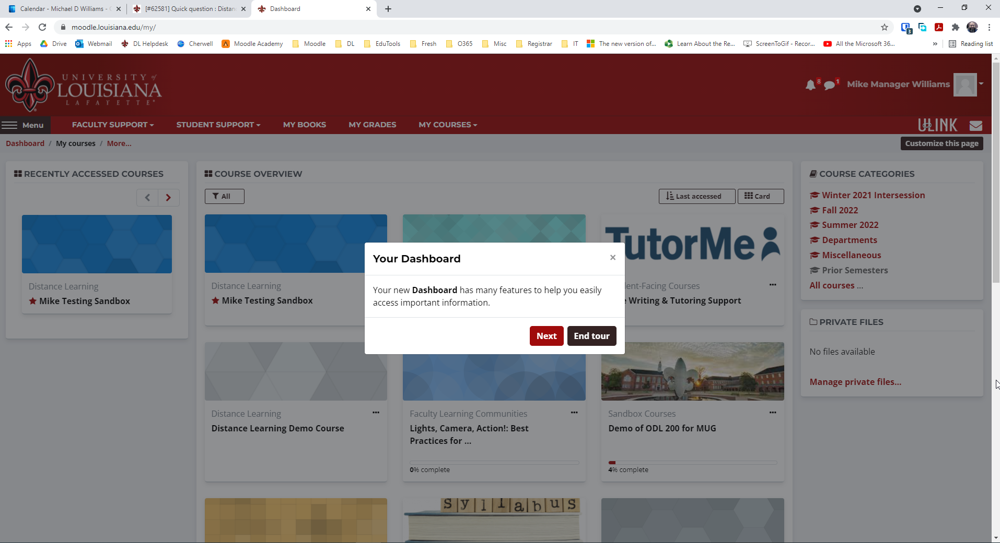 Calendar - Michael D Williams -
[#62581] Quick question : Distan
Dashboard
moodle.louisiana.edu/my/
3
Apps
Drive
Webmail
DL Helpdesk
Cherwell
Moodle Academy
Moodle
DL
EduTools
Fresh
O365
Misc
Registrar
IT
The new version of...
Learn About the Re...
ScreenToGif - Recor...
All the Microsoft 36...
»
Reading list
UNIVERSITY of
LOUISIANA
LAFAYETTE®
8
1
Mike Manager Williams
Menu
FACULTY SUPPORT
STUDENT SUPPORT
MY BOOKS
MY GRADES
MY COURSES
ULINK
Dashboard / My courses / More...
Customize this page
RECENTLY ACCESSED COURSES
Distance Learning
Mike Testing Sandbox
COURSE OVERVIEW
All
Last accessed
Card
Distance Learning
Mike Testing Sandbox
TutorMe
dent-Facing Courses
Writing & Tutoring Support
Your Dashboard
×
Your new Dashboard has many features to help you easily
access important information.
Next
End tour
Distance Learning
Distance Learning Demo Course
Faculty Learning Communities
Lights, Camera, Action!: Best
Practices for ...
0% complete
Sandbox Courses
Demo of ODL 200 for MUG
4% complete
Syllabus
COURSE CATEGORIES
Winter 2021 Intersession
Fall 2022
Summer 2022
Departments
Miscellaneous
Prior Semesters
All courses ...
PRIVATE FILES
No files available
Manage private files...